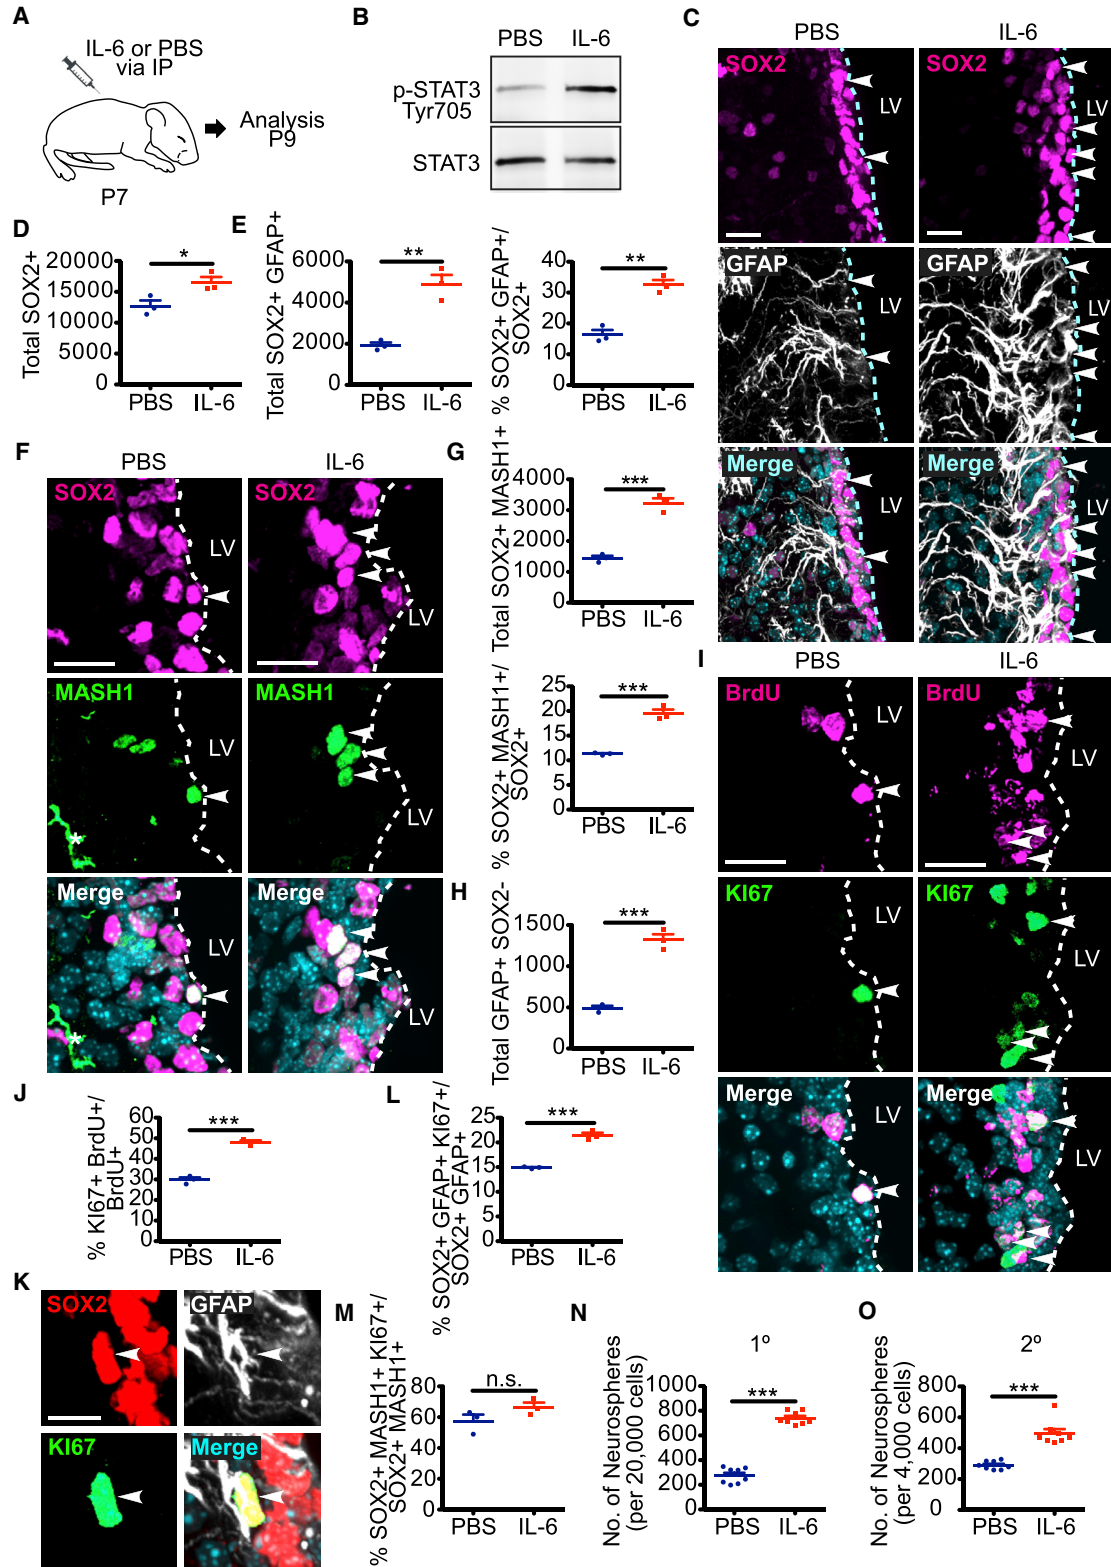 A
IL-6 or PBS
via IP
Analysis
P9
P7
B
PBS IL-6
p-STAT3
Tyr705
STAT3
C
PBS IL-6
SOX2 SOX2
LV LV
GFAP GFAP
LV LV
Merge Merge
LV LV
D
Total SOX2+
20000
15000
10000
5000
0
*
PBS IL-6
E
Total SOX2+ GFAP+
6000
4000
2000
0
**
PBS IL-6
% SOX2+ GFAP+/
SOX2+
40
30
20
10
0
**
PBS IL-6
F
PBS IL-6
SOX2 SOX2
LV LV
MASH1 MASH1
LV LV
*
Merge Merge
LV LV
*
G
Total SOX2+ MASH1+
4000
3000
2000
1000
0
***
PBS IL-6
% SOX2+ MASH1+/
SOX2+
25
20
15
10
5
0
***
PBS IL-6
H
Total GFAP+ SOX2-
1500
1000
500
0
***
PBS IL-6
I
PBS IL-6
BrdU BrdU
LV LV
KI67 KI67
LV LV
Merge Merge
LV LV
J
% KI67+ BrdU+/
BrdU+
60
50
40
30
20
10
0
***
PBS IL-6
K
SOX2 GFAP
KI67 Merge
L
% SOX2+ GFAP+ KI67+/
SOX2+ GFAP+
25
20
15
10
5
0
***
PBS IL-6
M
% SOX2+ MASH1+ KI67+/
SOX2+ MASH1+
80
60
40
20
0
n.s.
PBS IL-6
N
1º
No. of Neurospheres
(per 20,000 cells)
1000
800
600
400
200
0
***
PBS IL-6
O
2º
No. of Neurospheres
(per 4,000 cells)
800
600
400
200
0
***
PBS IL-6